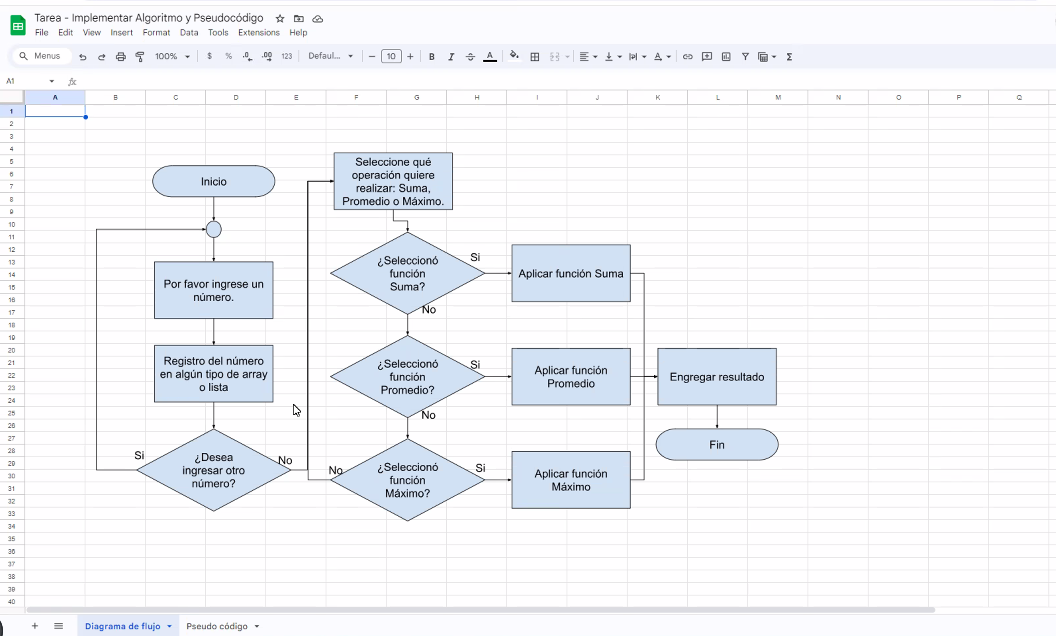 Tarea - Implementar Algoritmo y Pseudocódigo
File Edit View Insert Format Data Tools Extensions Help
Menus 100% $ % .0 .00 123 Defaul... − 10 + B I A Σ
A1 fx
A B C D E F G H I J K L M N O P Q
1
2
3
4
5
6
7
8
9
10
11
12
13
14
15
16
17
18
19
20
21
22
23
24
25
26
27
28
29
30
31
32
33
34
35
36
37
38
39
40
Inicio
Por favor ingrese un
número.
Registro del número
en algún tipo de array
o lista
¿Desea
ingresar otro
número?
Si
No
Seleccione qué
operación quiere
realizar: Suma,
Promedio o Máximo.
¿Seleccionó
función
Suma?
Si
No
Aplicar función Suma
¿Seleccionó
función
Promedio?
Si
No
Aplicar función
Promedio
¿Seleccionó
función
Máximo?
Si
No
Aplicar función
Máximo
Engregar resultado
Fin
+ Diagrama de flujo Pseudo código